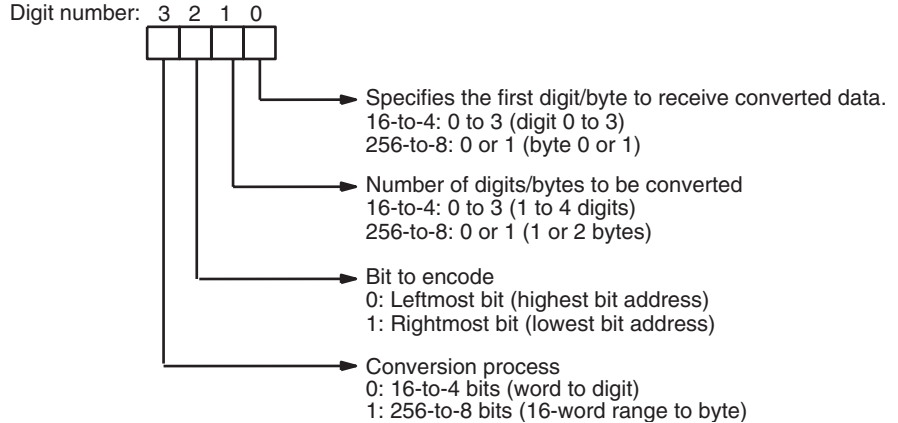 Digit number: 3 2 1 0
Specifies the first digit/byte to receive converted data.
16-to-4: 0 to 3 (digit 0 to 3)
256-to-8: 0 or 1 (byte 0 or 1)
Number of digits/bytes to be converted
16-to-4: 0 to 3 (1 to 4 digits)
256-to-8: 0 or 1 (1 or 2 bytes)
Bit to encode
0: Leftmost bit (highest bit address)
1: Rightmost bit (lowest bit address)
Conversion process
0: 16-to-4 bits (word to digit)
1: 256-to-8 bits (16-word range to byte)